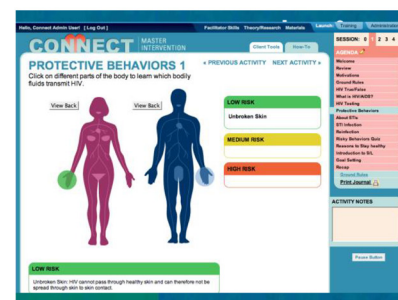 Hello, Connect Admin User! [ Log Out ]
Facilitator Skills Theory/Research Materials
Launch Training
CONNECT MASTER INTERVENTION
Client Tools How-To
SESSION: 0 2 3 4
PROTECTIVE BEHAVIORS 1
« PREVIOUS ACTIVITY NEXT ACTIVITY »
Click on different parts of the body to learn which bodily
fluids transmit HIV.
View Back
View Back
LOW RISK
Unbroken Skin
MEDIUM RISK
HIGH RISK
AGENDA
Welcome
Review
Motivations
Ground Rules
HIV True/False
What is HIV/AIDS?
HIV Testing
Protective Behaviors
About STIs
STI Infection
Reinfection
Risky Behaviors Quiz
Reasons to Stay healthy
Introduction to
Goal Setting
Recap
Ground Rules
Print Journal
ACTIVITY NOTES
LOW RISK
Unbroken Skin: HIV cannot pass through healthy skin and can therefore not be
spread through skin to skin contact.